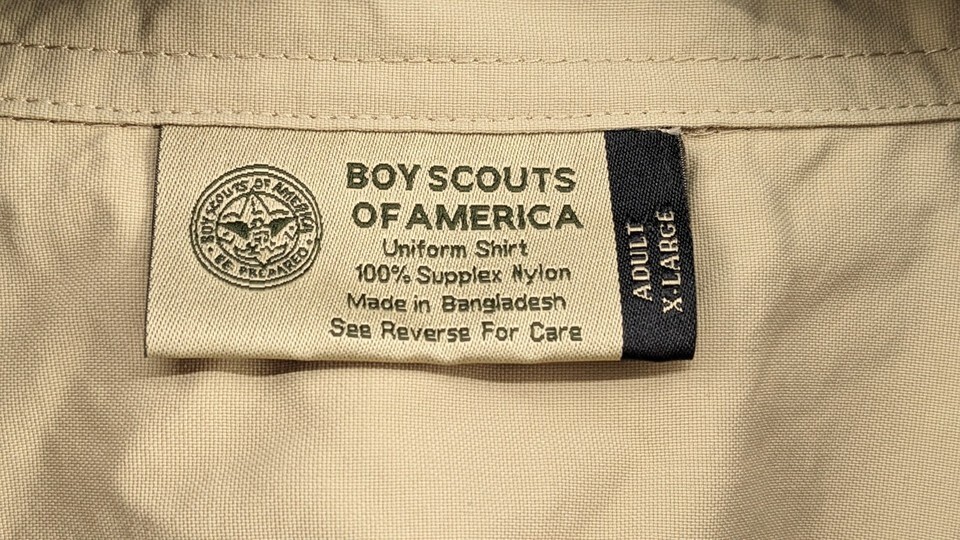 BOY SCOUTS OF AMERICA
BE PREPARED
BOY SCOUTS
OF AMERICA
Uniform Shirt
100% Supplex Nylon
Made in Bangladesh
See Reverse For Care
ADULT
X-LARGE